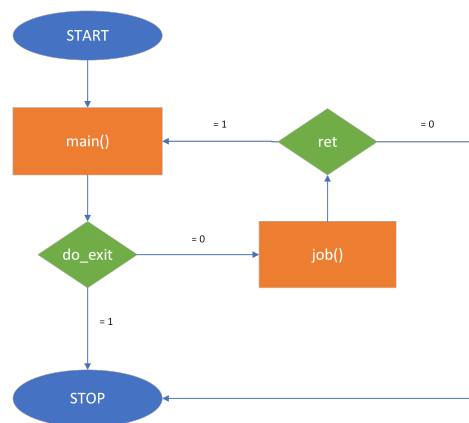 START
main()
= 1
ret
= 0
do_exit
= 0
job()
= 1
STOP